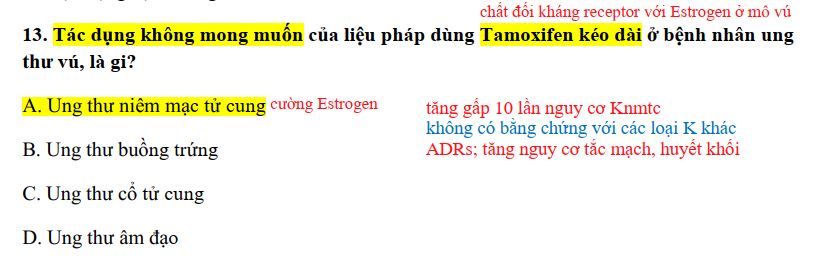 chất đối kháng receptor với Estrogen ở mô vú
13. Tác dụng không mong muốn của liệu pháp dùng Tamoxifen kéo dài ở bệnh nhân ung
thư vú, là gì?
A. Ung thư niêm mạc tử cung cường Estrogen
tăng gấp 10 lần nguy cơ Knmtc
không có bằng chứng với các loại K khác
B. Ung thư buồng trứng
ADRs; tăng nguy cơ tắc mạch, huyết khối
C. Ung thư cổ tử cung
D. Ung thư âm đạo